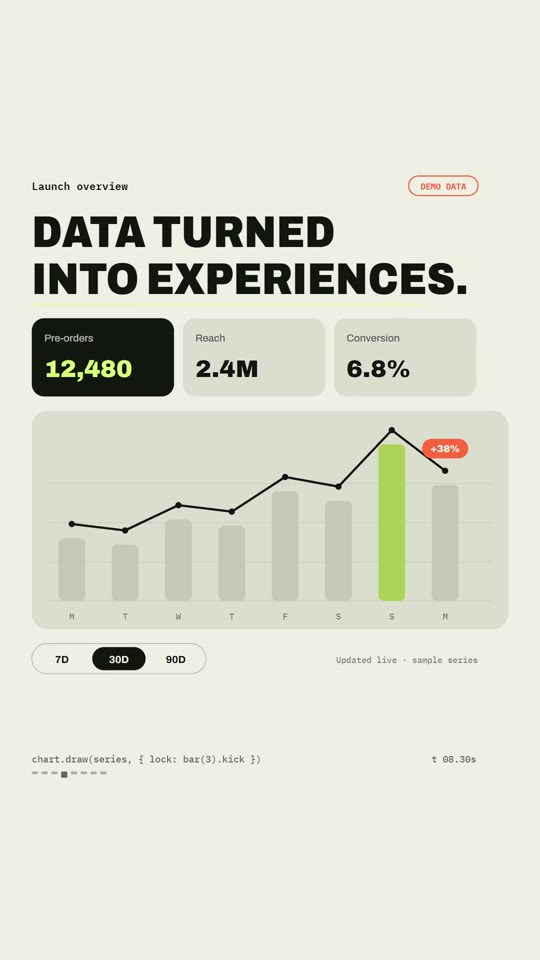 Launch overview
DEMO DATA
DATA TURNED
INTO EXPERIENCES.
Pre-orders
12,480
Reach
2.4M
Conversion
6.8%
+38%
M T W T F S S M
7D 30D 90D
Updated live · sample series
chart.draw(series, { lock: bar(3).kick })
t 08.30s